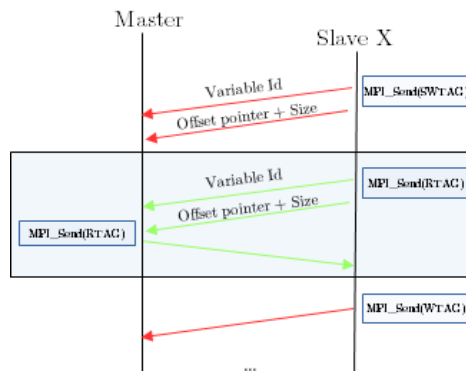 Master
Slave X
Variable Id
MPI_Send(SWTAG)
Offset pointer + Size
Variable Id
MPI_Send(RTAG)
Offset pointer + Size
MPI_Send(RTAG)
MPI_Send(WTAG)
...